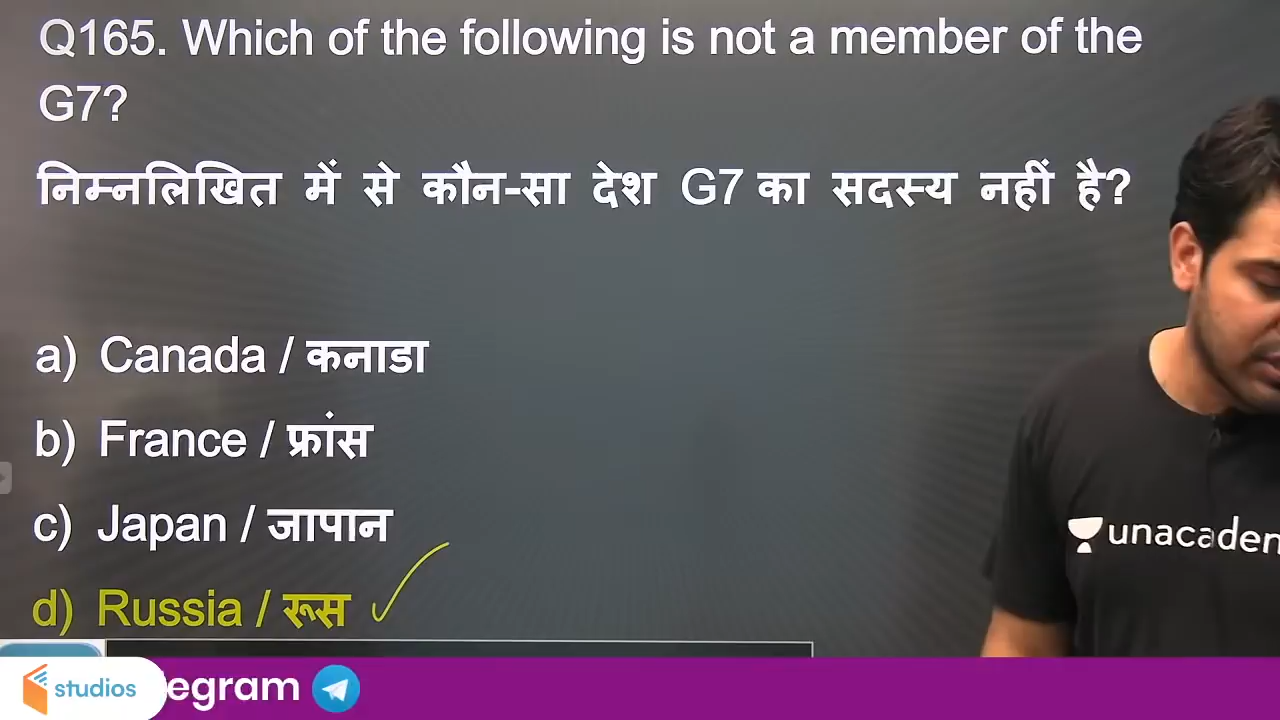 Q165. Which of the following is not a member of the
G7?
निम्नलिखित में से कौन-सा देश G7 का सदस्य नहीं है?
a) Canada / कनाडा
b) France / फ्रांस
c) Japan / जापान
d) Russia / रूस
unacaden
studios
egram